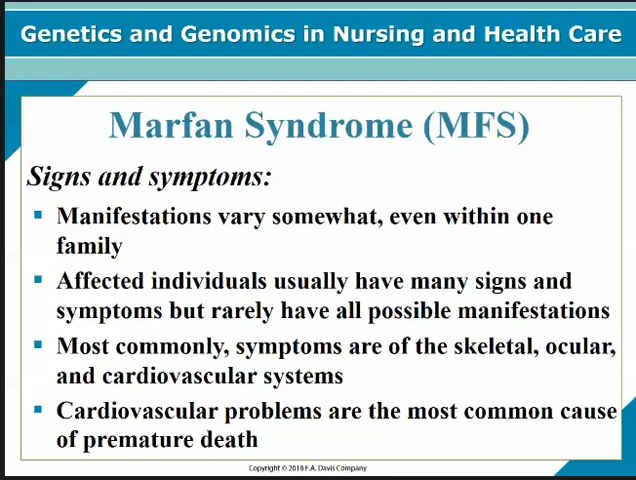 Genetics and Genomics in Nursing and Health Care
Marfan Syndrome (MFS)
Signs and symptoms:
Manifestations vary somewhat, even within one
family
Affected individuals usually have many signs and
symptoms but rarely have all possible manifestations
Most commonly, symptoms are of the skeletal, ocular,
and cardiovascular systems
Cardiovascular problems are the most common cause
of premature death
Copyright © 2018 F.A. Davis Company